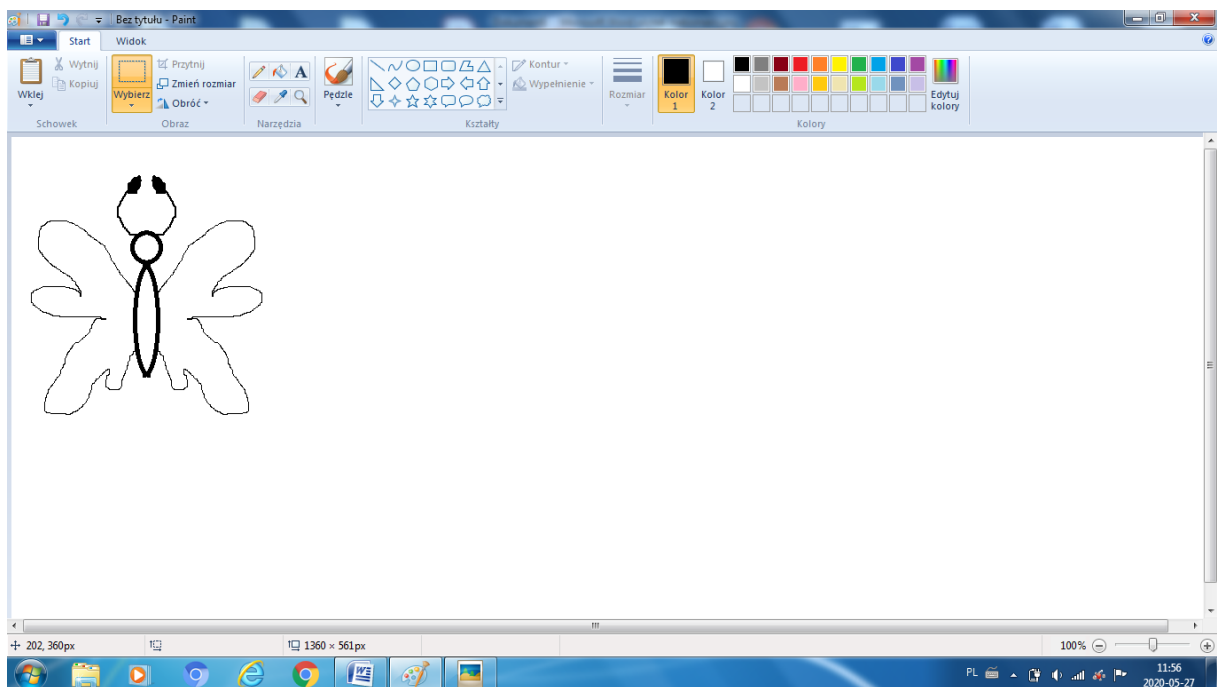 Bez tytułu - Paint
Start Widok
Wklej
Wytnij
Kopiuj
Schowek
Wybierz
Przytnij
Zmień rozmiar
Obróć
Obraz
A
Narzędzia
Pędzle
Kontur
Wypełnienie
Kształty
Rozmiar
Kolor
1
Kolor
2
Edytuj
kolory
Kolory
202, 360px 1360 × 561px 100%
PL 11:56
2020-05-27